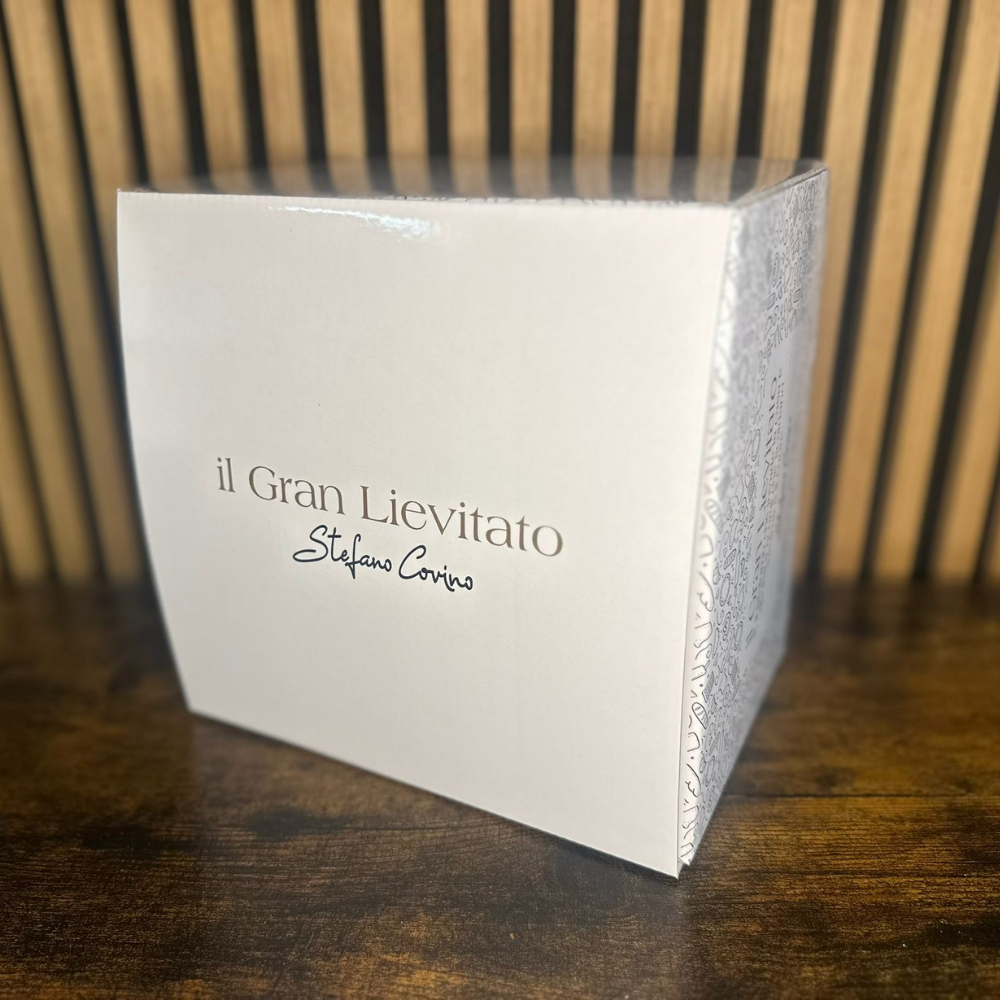 il Gran Lievitato
Stefano Covino